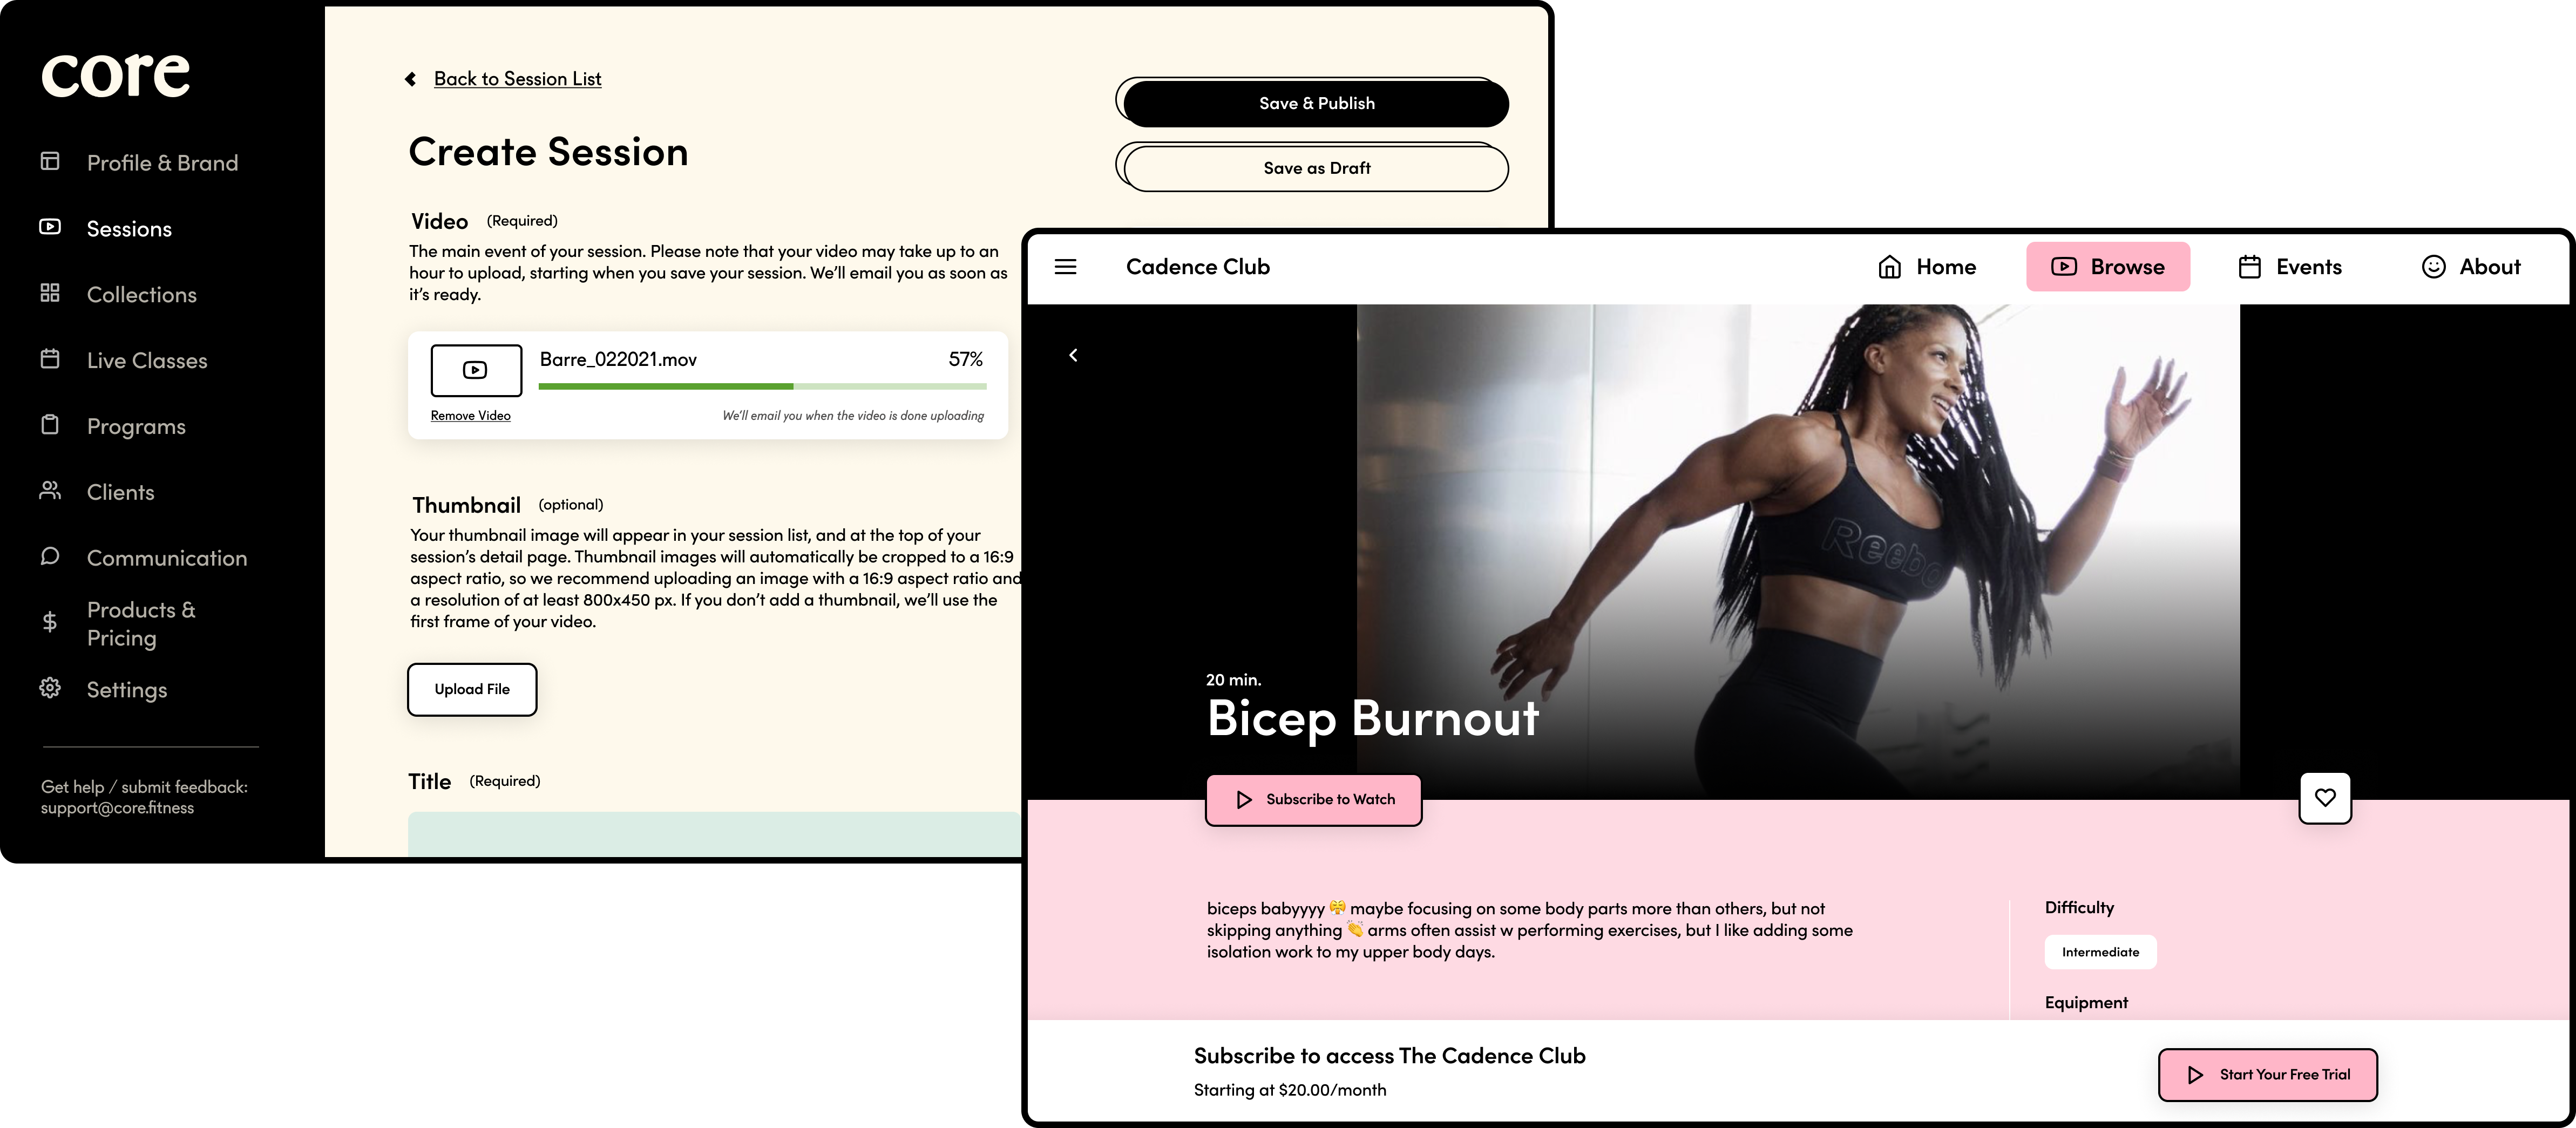 core
Profile & Brand
Sessions
Collections
Live Classes
Programs
Clients
Communication
Products &
Pricing
Settings
Get help / submit feedback:
support@core.fitness
Back to Session List
Create Session
Save & Publish
Save as Draft
Video (Required)
The main event of your session. Please note that your video may take up to an
hour to upload, starting when you save your session. We’ll email you as soon as
it’s ready.
Barre_022021.mov 57%
Remove Video We’ll email you when the video is done uploading
Thumbnail (optional)
Your thumbnail image will appear in your session list, and at the top of your
session’s detail page. Thumbnail images will automatically be cropped to a 16:9
aspect ratio, so we recommend uploading an image with a 16:9 aspect ratio and
a resolution of at least 800x450 px. If you don’t add a thumbnail, we’ll use the
first frame of your video.
Upload File
Title (Required)
Cadence Club Home Browse Events About
Reebo
20 min.
Bicep Burnout
Subscribe to Watch
biceps babyyyy 😤 maybe focusing on some body parts more than others, but not
skipping anything 👏 arms often assist w performing exercises, but I like adding some
isolation work to my upper body days.
Difficulty
Intermediate
Equipment
Subscribe to access The Cadence Club
Starting at $20.00/month
Start Your Free Trial